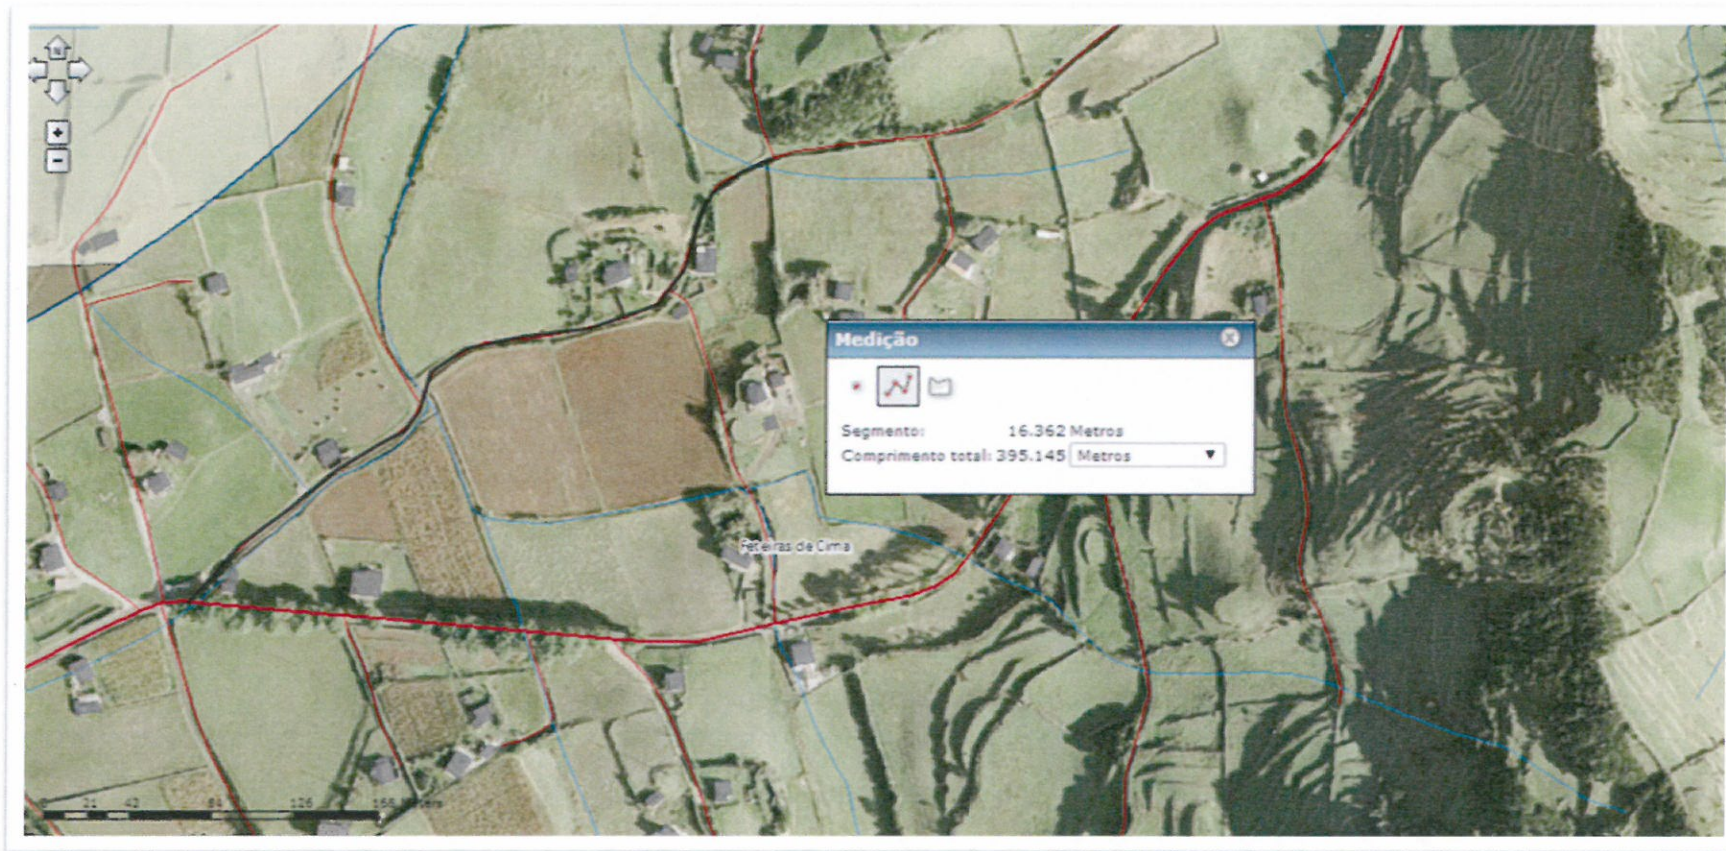 N
+
-
Medição
Segmento: 16.362 Metros
Comprimento total: 395.145 Metros
Feteiras de Cima
0 21 42 84 126 168 Meters